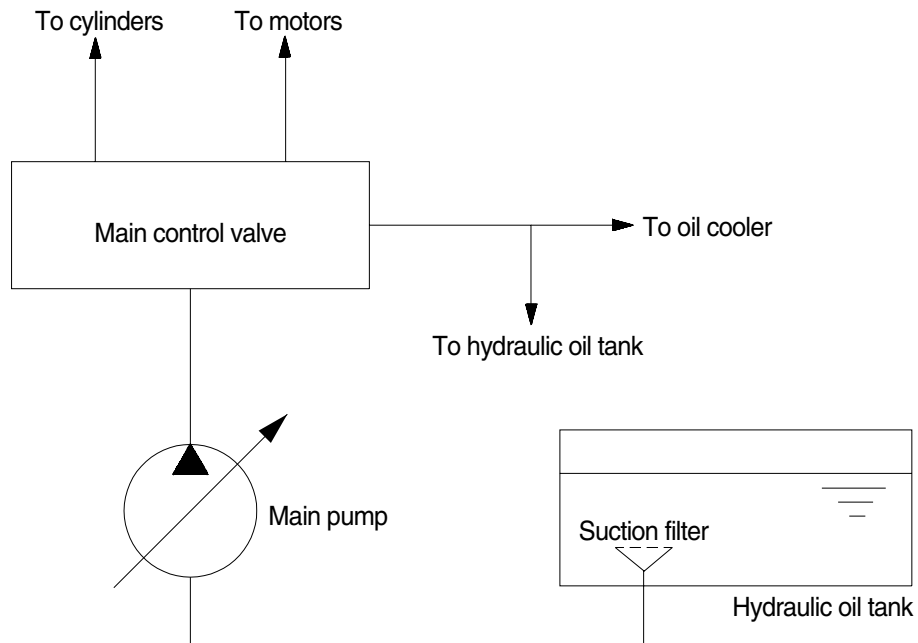 To cylinders
To motors
Main control valve
To oil cooler
To hydraulic oil tank
Main pump
Suction filter
Hydraulic oil tank